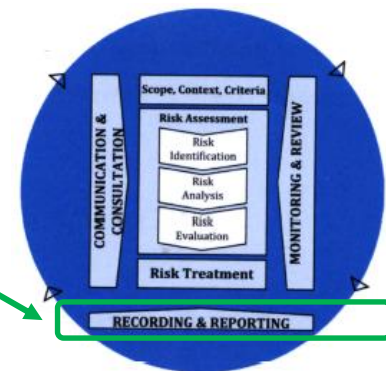 Scope, Context, Criteria
Risk Assessment
Risk
Identification
Risk
Analysis
Risk
Evaluation
Risk Treatment
COMMUNICATION &
CONSULTATION
MONITORING & REVIEW
RECORDING & REPORTING